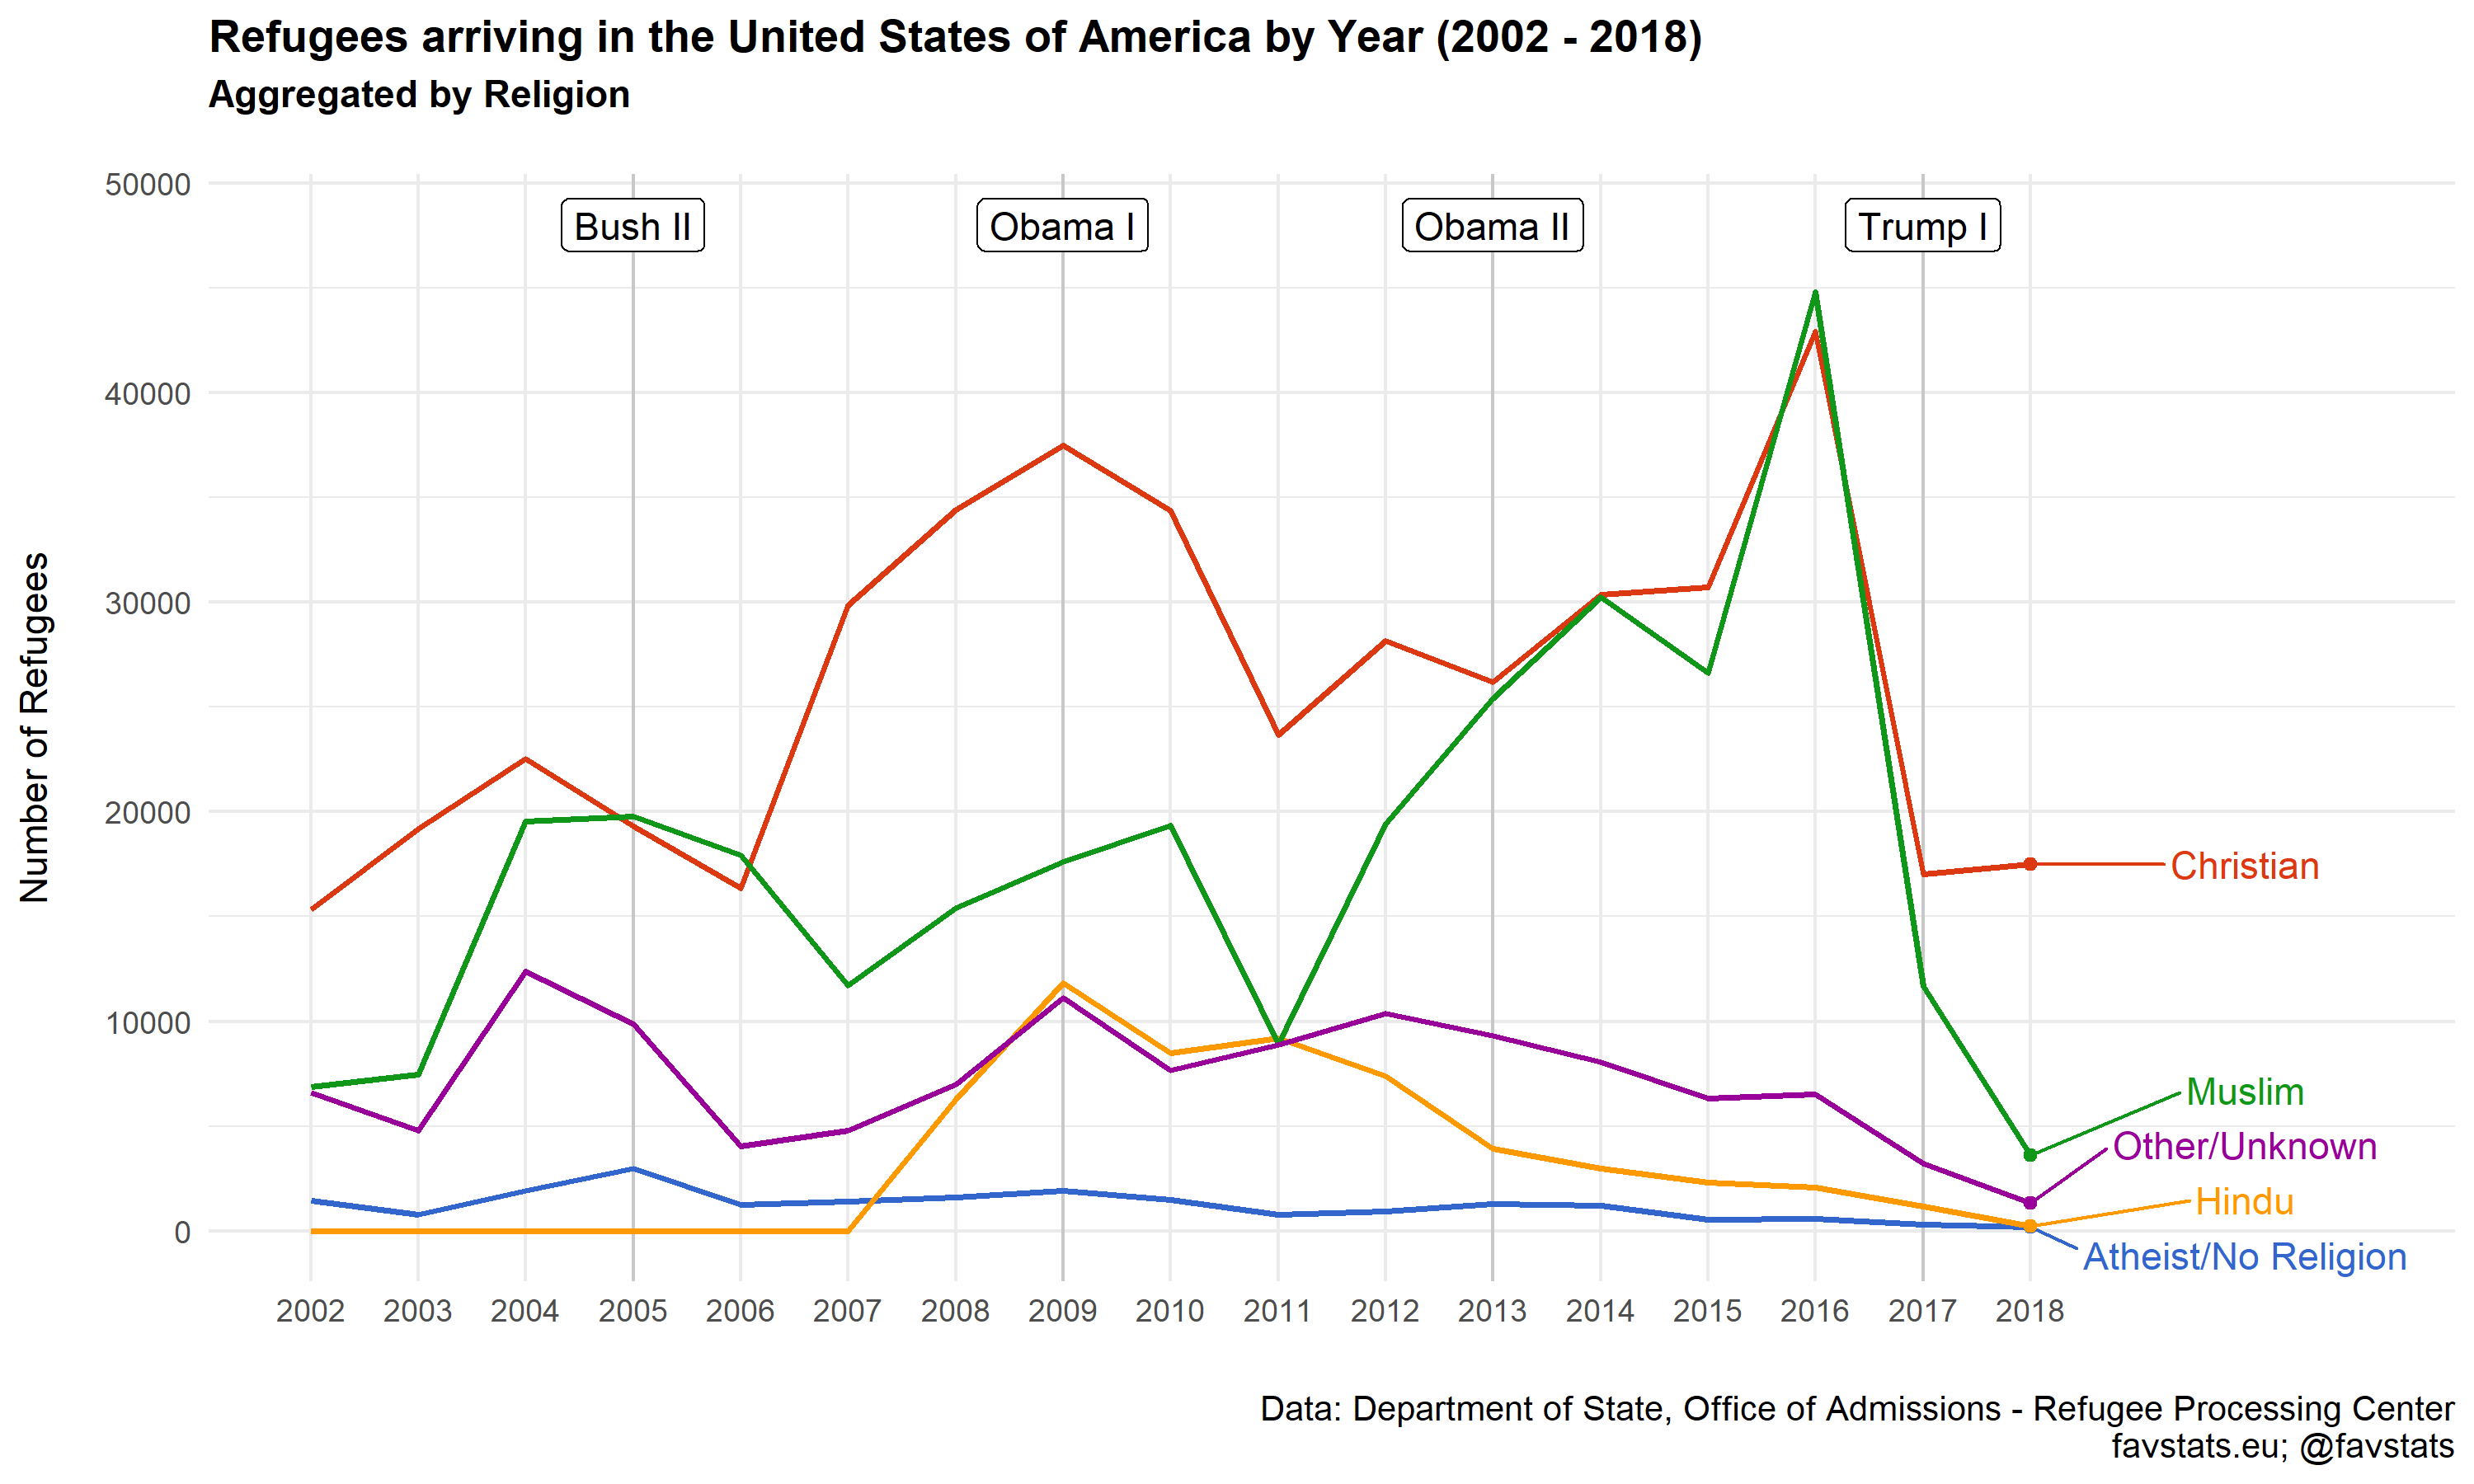 Refugees arriving in the United States of America by Year (2002 - 2018)
Aggregated by Religion
50000
Bush II
Obama I
Obama II
Trump I
40000
30000
20000
10000
0
Number of Refugees
Christian
Muslim
Other/Unknown
Hindu
Atheist/No Religion
2002 2003 2004 2005 2006 2007 2008 2009 2010 2011 2012 2013 2014 2015 2016 2017 2018
Data: Department of State, Office of Admissions - Refugee Processing Center
favstats.eu; @favstats